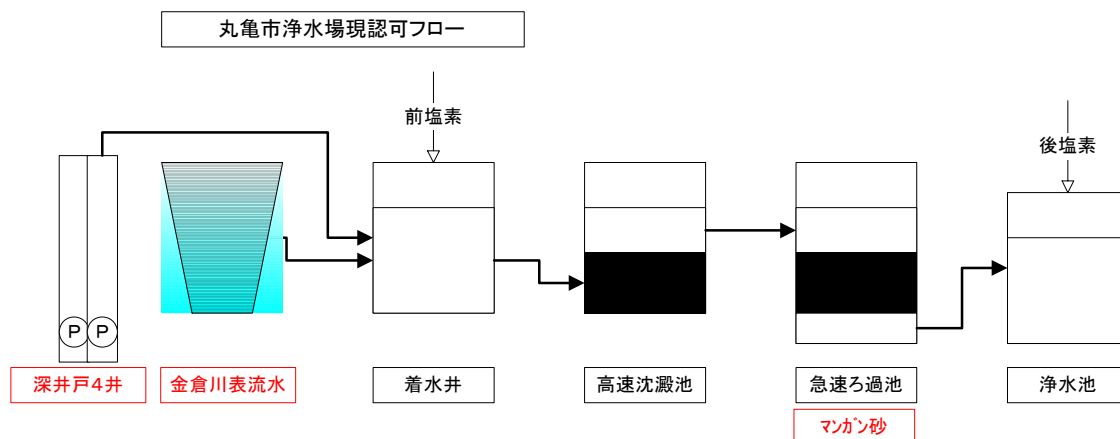 丸亀市浄水場現認可フロー
前塩素
後塩素
P P
深井戸4井
金倉川表流水
着水井
高速沈澱池
急速ろ過池
浄水池
マンガン砂